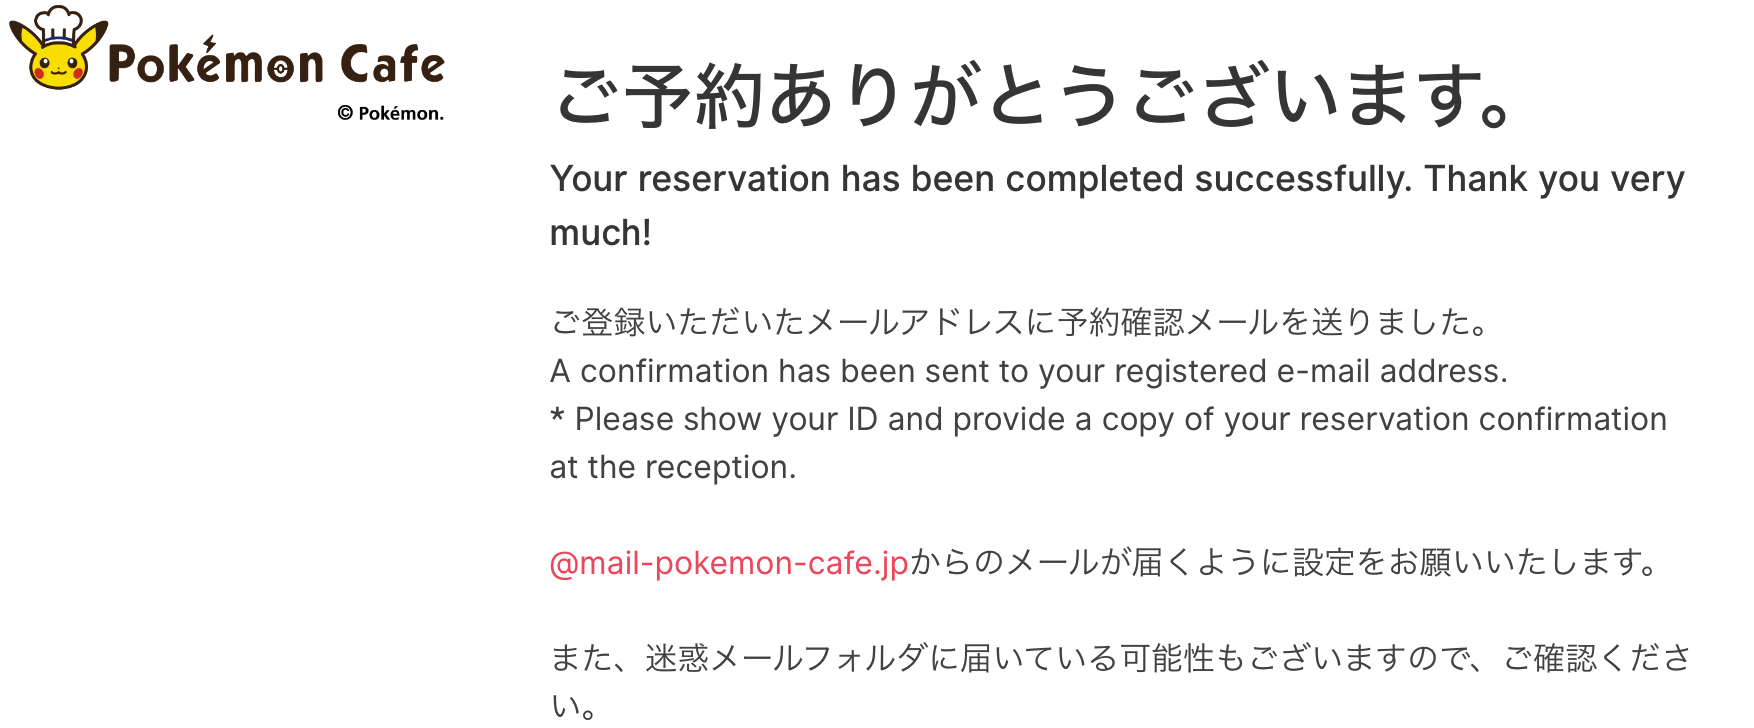 Pokémon Cafe
© Pokémon.
ご予約ありがとうございます。
Your reservation has been completed successfully. Thank you very
much!
ご登録いただいたメールアドレスに予約確認メールを送りました。
A confirmation has been sent to your registered e-mail address.
* Please show your ID and provide a copy of your reservation confirmation
at the reception.
@mail-pokemon-cafe.jpからのメールが届くように設定をお願いいたします。
また、迷惑メールフォルダに届いている可能性もございますので、ご確認くださ
い。